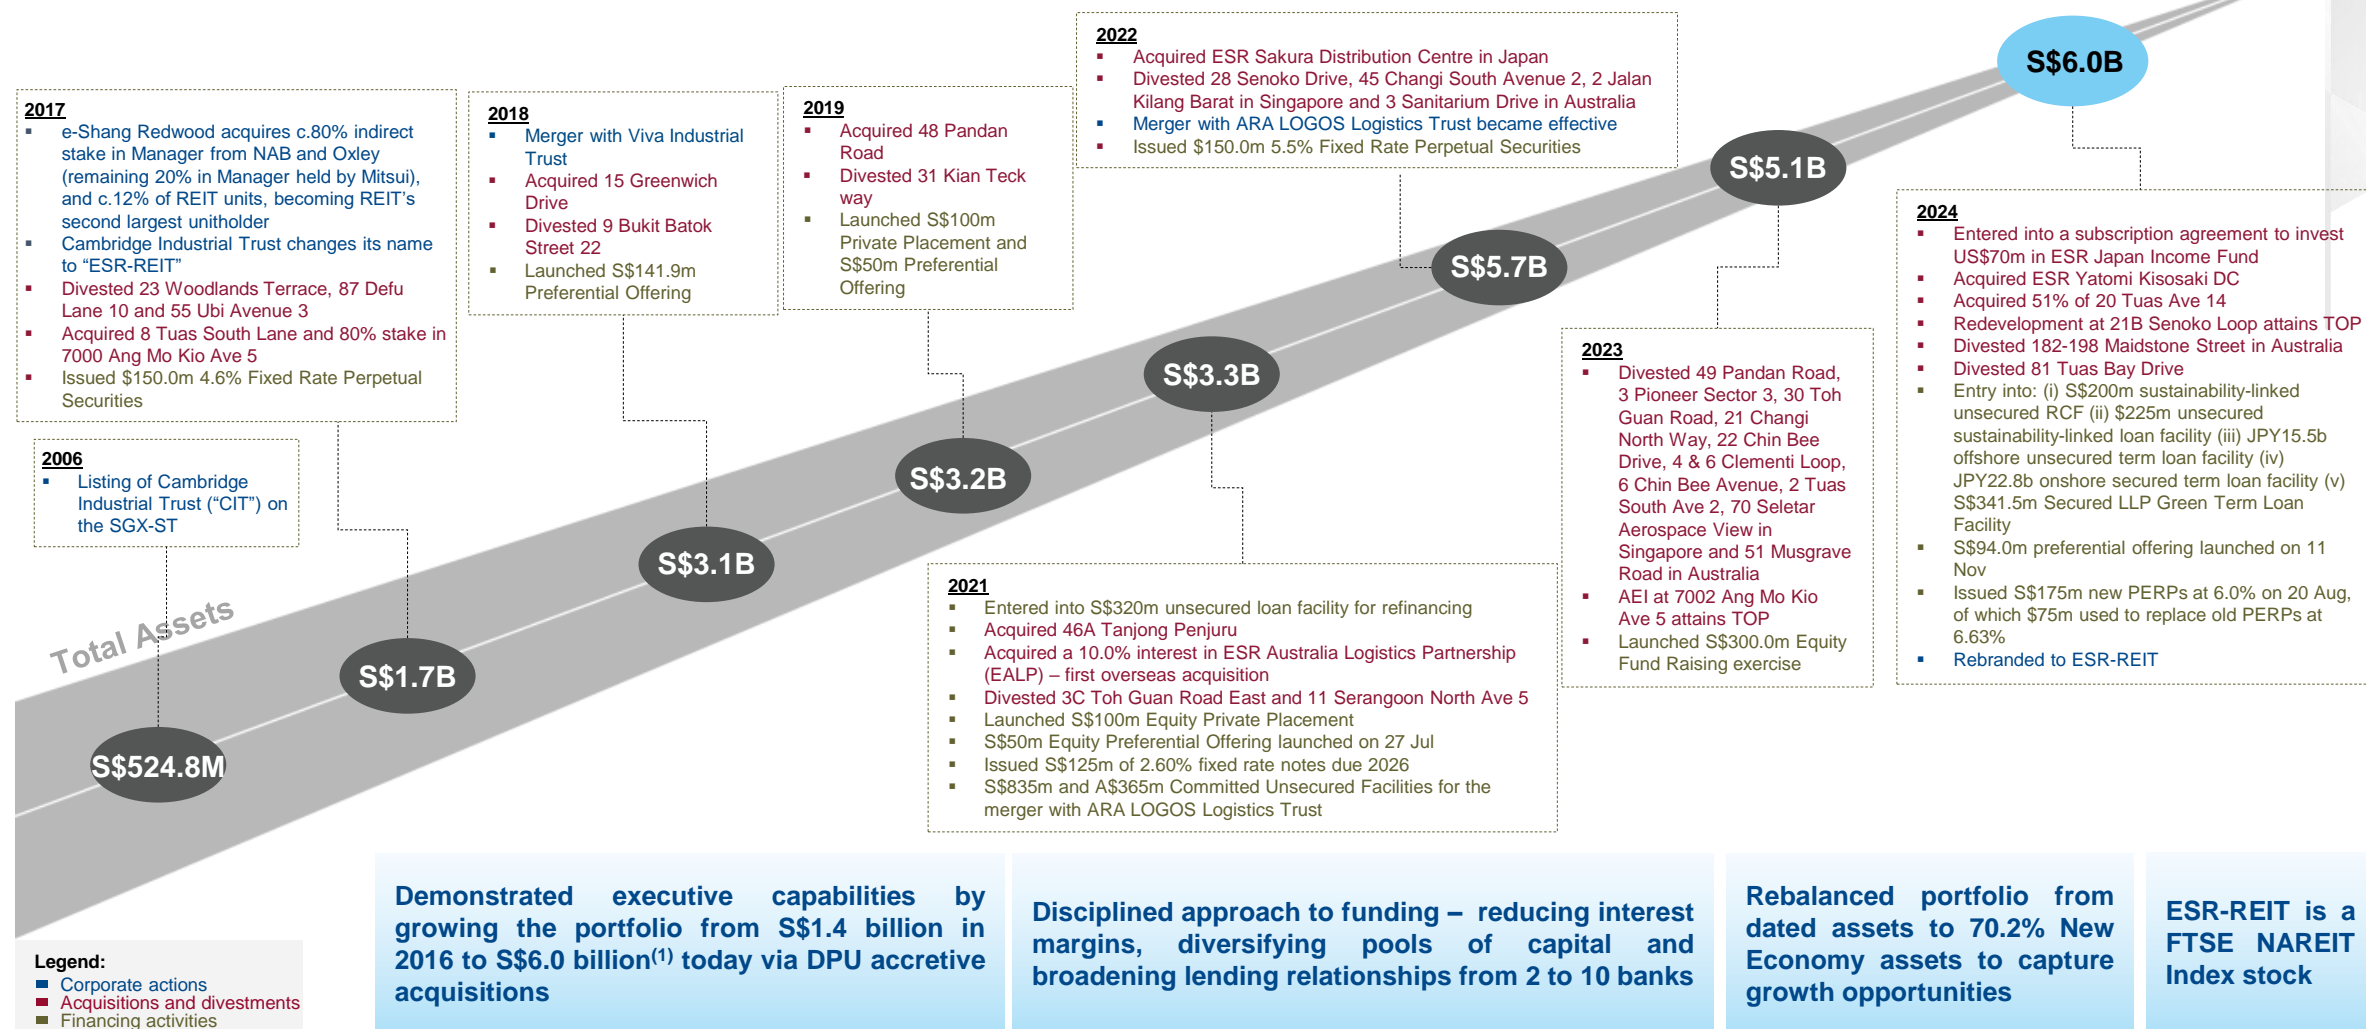 2022
Acquired ESR Sakura Distribution Centre in Japan
Divested 28 Senoko Drive, 45 Changi South Avenue 2, 2 Jalan
Kilang Barat in Singapore and 3 Sanitarium Drive in Australia
Merger with ARA LOGOS Logistics Trust became effective
Issued $150.0m 5.5% Fixed Rate Perpetual Securities
S$6.0B
2017
e-Shang Redwood acquires c.80% indirect
stake in Manager from NAB and Oxley
(remaining 20% in Manager held by Mitsui),
and c.12% of REIT units, becoming REIT’s
second largest unitholder
Cambridge Industrial Trust changes its name
to “ESR-REIT”
Divested 23 Woodlands Terrace, 87 Defu
Lane 10 and 55 Ubi Avenue 3
Acquired 8 Tuas South Lane and 80% stake in
7000 Ang Mo Kio Ave 5
Issued $150.0m 4.6% Fixed Rate Perpetual
Securities
2018
Merger with Viva Industrial
Trust
Acquired 15 Greenwich
Drive
Divested 9 Bukit Batok
Street 22
Launched S$141.9m
Preferential Offering
2019
Acquired 48 Pandan
Road
Divested 31 Kian Teck
way
Launched S$100m
Private Placement and
S$50m Preferential
Offering
S$5.1B
S$5.7B
2024
Entered into a subscription agreement to invest
US$70m in ESR Japan Income Fund
Acquired ESR Yatomi Kisosaki DC
Acquired 51% of 20 Tuas Ave 14
Redevelopment at 21B Senoko Loop attains TOP
Divested 182-198 Maidstone Street in Australia
Divested 81 Tuas Bay Drive
Entry into: (i) S$200m sustainability-linked
unsecured RCF (ii) $225m unsecured
sustainability-linked loan facility (iii) JPY15.5b
offshore unsecured term loan facility (iv)
JPY22.8b onshore secured term loan facility (v)
S$341.5m Secured LLP Green Term Loan
Facility
S$94.0m preferential offering launched on 11
Nov
Issued S$175m new PERPs at 6.0% on 20 Aug,
of which $75m used to replace old PERPs at
6.63%
Rebranded to ESR-REIT
2023
Divested 49 Pandan Road,
3 Pioneer Sector 3, 30 Toh
Guan Road, 21 Changi
North Way, 22 Chin Bee
Drive, 4 & 6 Clementi Loop,
6 Chin Bee Avenue, 2 Tuas
South Ave 2, 70 Seletar
Aerospace View in
Singapore and 51 Musgrave
Road in Australia
AEI at 7002 Ang Mo Kio
Ave 5 attains TOP
Launched S$300.0m Equity
Fund Raising exercise
S$3.3B
S$3.2B
S$3.1B
2006
Listing of Cambridge
Industrial Trust (“CIT”) on
the SGX-ST
Total Assets
S$1.7B
S$524.8M
2021
Entered into S$320m unsecured loan facility for refinancing
Acquired 46A Tanjong Penjuru
Acquired a 10.0% interest in ESR Australia Logistics Partnership
(EALP) – first overseas acquisition
Divested 3C Toh Guan Road East and 11 Serangoon North Ave 5
Launched S$100m Equity Private Placement
S$50m Equity Preferential Offering launched on 27 Jul
Issued S$125m of 2.60% fixed rate notes due 2026
S$835m and A$365m Committed Unsecured Facilities for the
merger with ARA LOGOS Logistics Trust
Legend:
Corporate actions
Acquisitions and divestments
Financing activities
Demonstrated executive capabilities by
growing the portfolio from S$1.4 billion in
2016 to S$6.0 billion(1) today via DPU accretive
acquisitions
Disciplined approach to funding – reducing interest
margins, diversifying pools of capital and
broadening lending relationships from 2 to 10 banks
Rebalanced portfolio from
dated assets to 70.2% New
Economy assets to capture
growth opportunities
ESR-REIT is a
FTSE NAREIT
Index stock